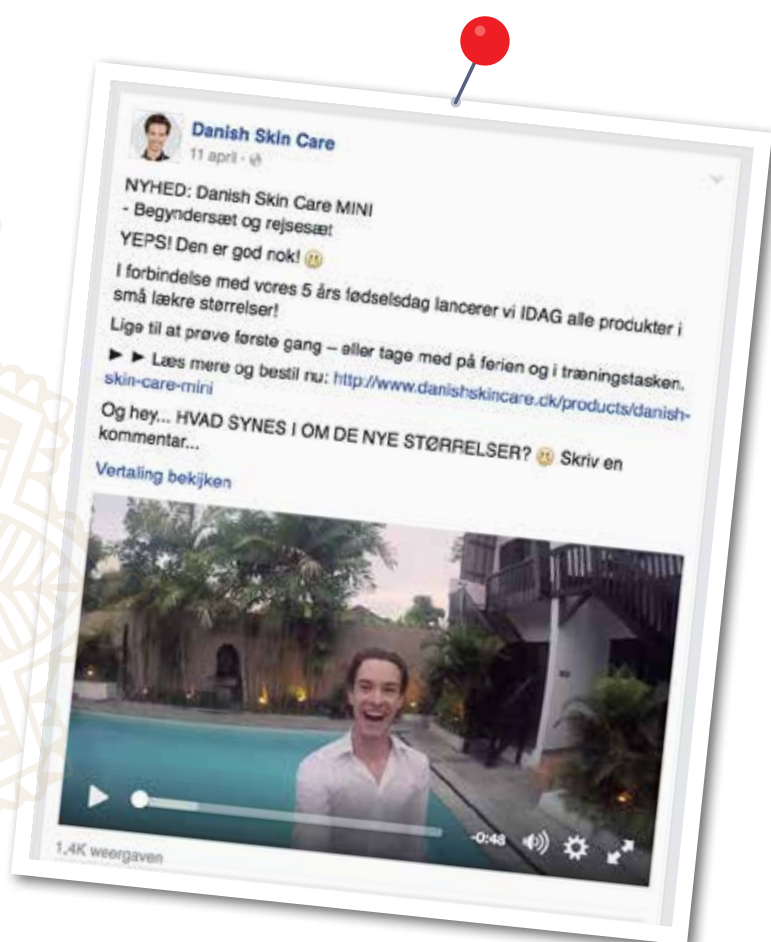 Danish Skin Care
11 april ·
NYHED: Danish Skin Care MINI
- Begyndersæt og rejsesæt
YEPS! Den er god nok!
I forbindelse med vores 5 års fødselsdag lancerer vi IDAG alle produkter i
små lækre størrelser!
Lige til at prøve første gang – eller tage med på ferien og i træningstasken.
►► Læs mere og bestil nu: http://www.danishskincare.dk/products/danish-
skin-care-mini
Og hey... HVAD SYNES I OM DE NYE STØRRELSER? Skriv en
kommentar...
Vertaling bekijken
-0:48
1,4K weergaven